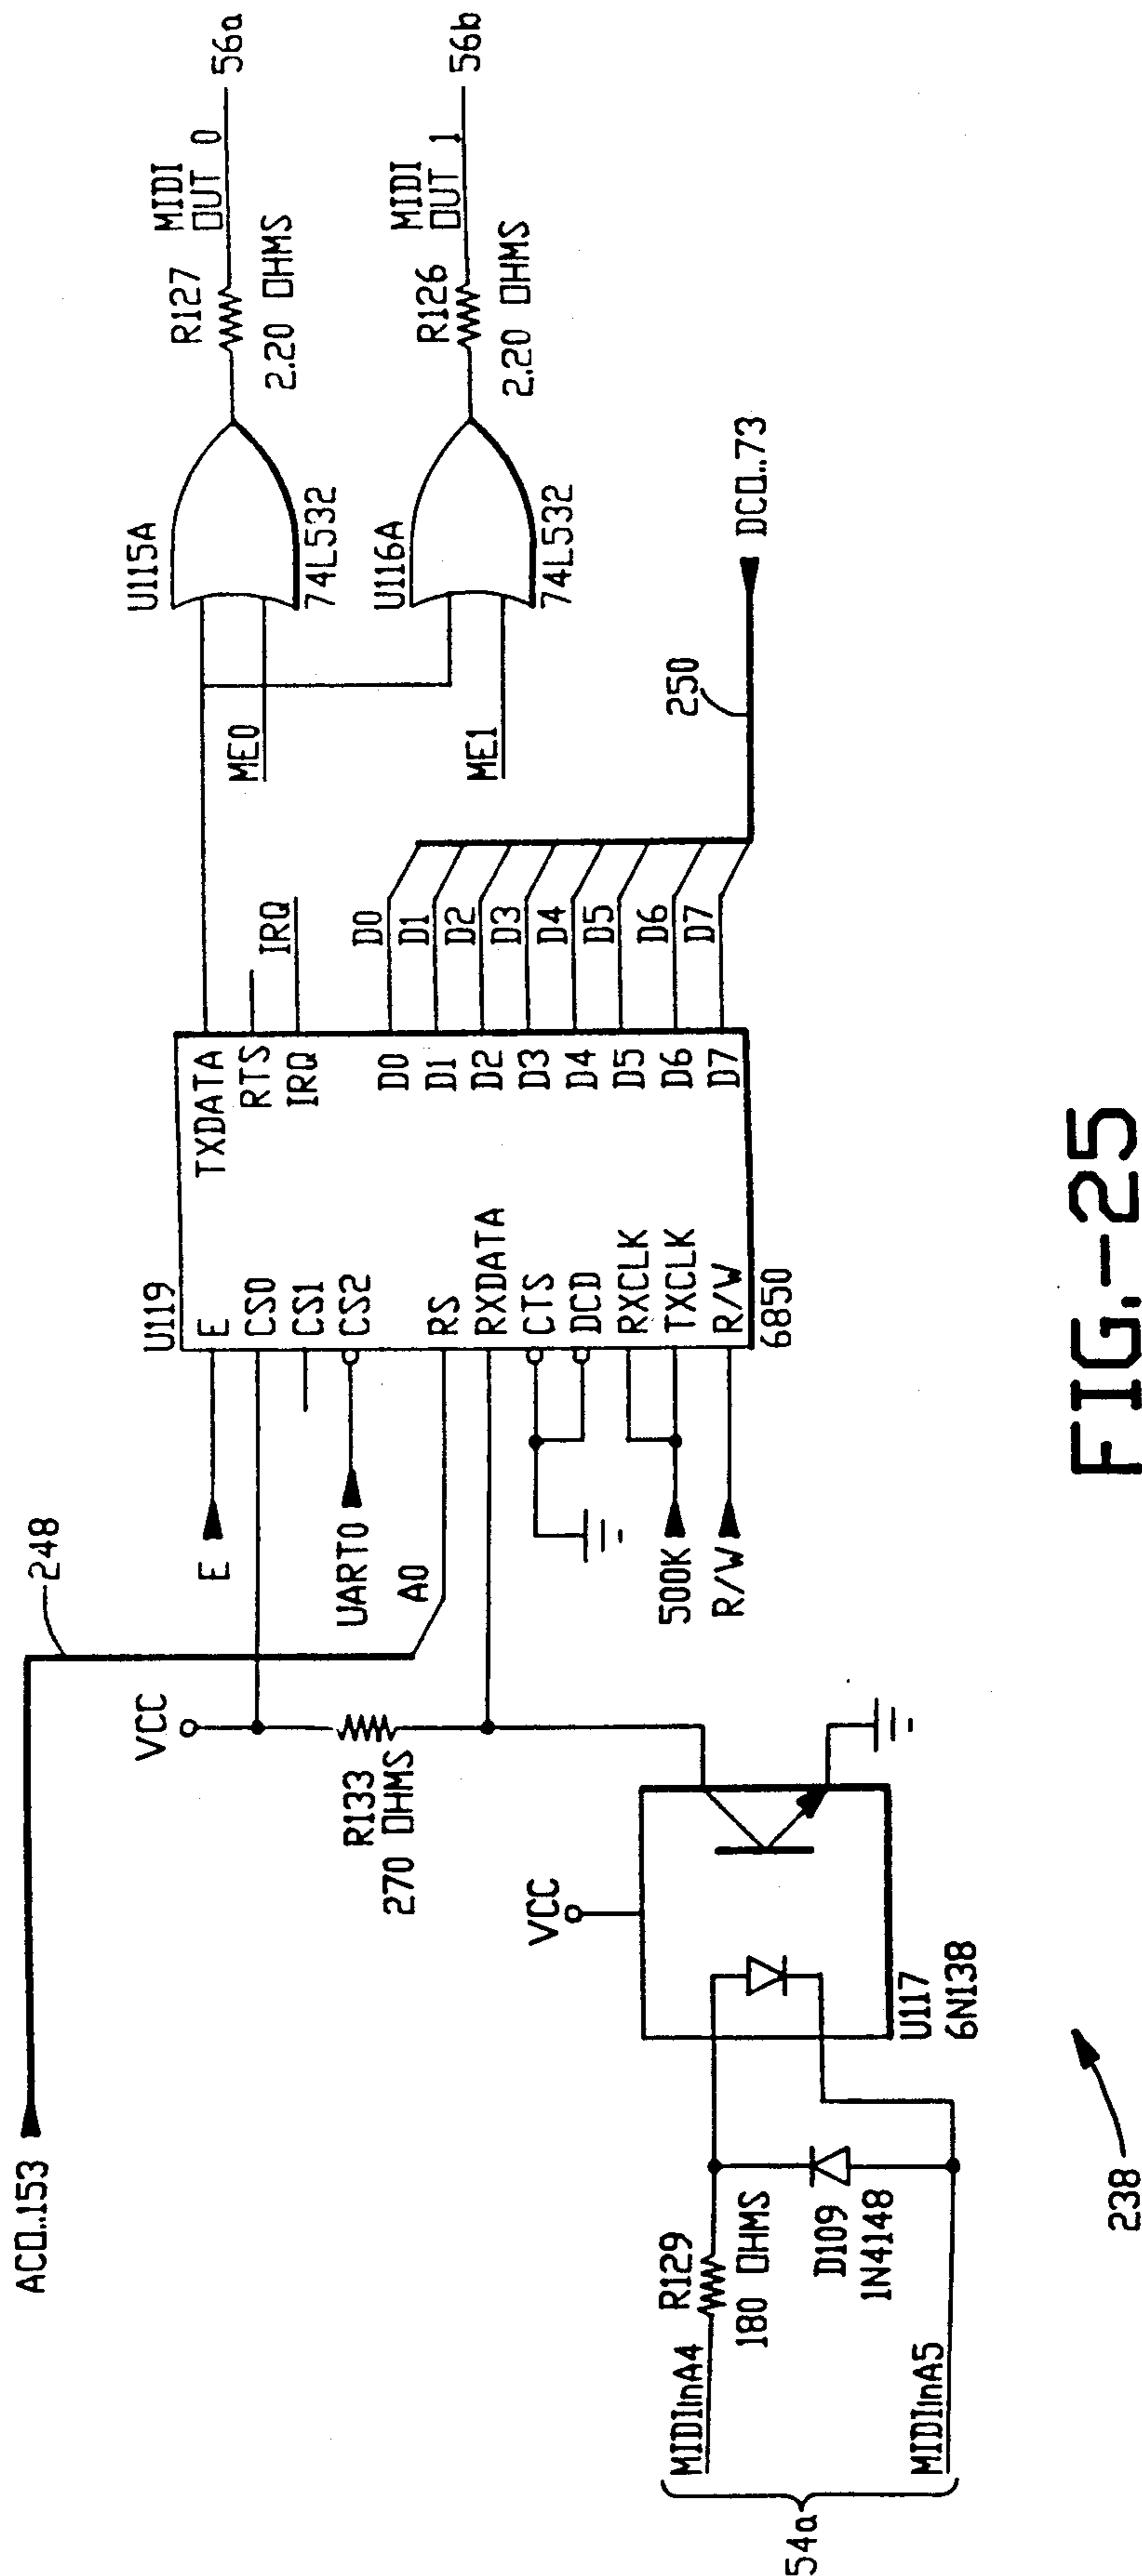 AC0..153
248
VCC
R133
270 OHMS
E
UART0
A0
500K
R/W
U119
E
CS0
CS1
CS2
RS
RXDATA
CTS
DCD
RXCLK
TXCLK
R/W
6850
TXDATA
RTS
IRQ
D0
D1
D2
D3
D4
D5
D6
D7
IRQ
D0
D1
D2
D3
D4
D5
D6
D7
250
DC0..73
ME0
ME1
U115A
74L532
U116A
74L532
R127
2.20 OHMS
MIDI
OUT 0
56a
R126
2.20 OHMS
MIDI
OUT 1
56b
54a
MIDIinA4
MIDIinA5
R129
180 OHMS
D109
1N4148
VCC
U117
6N138
238
FIG.-25